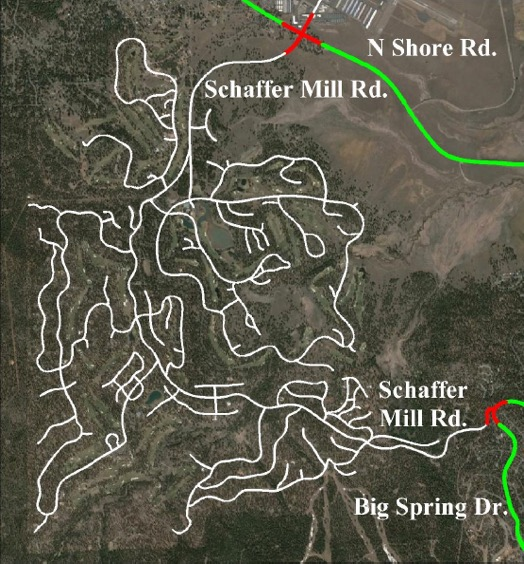 N Shore Rd.
Schaffer Mill Rd.
Schaffer
Mill Rd.
Big Spring Dr.